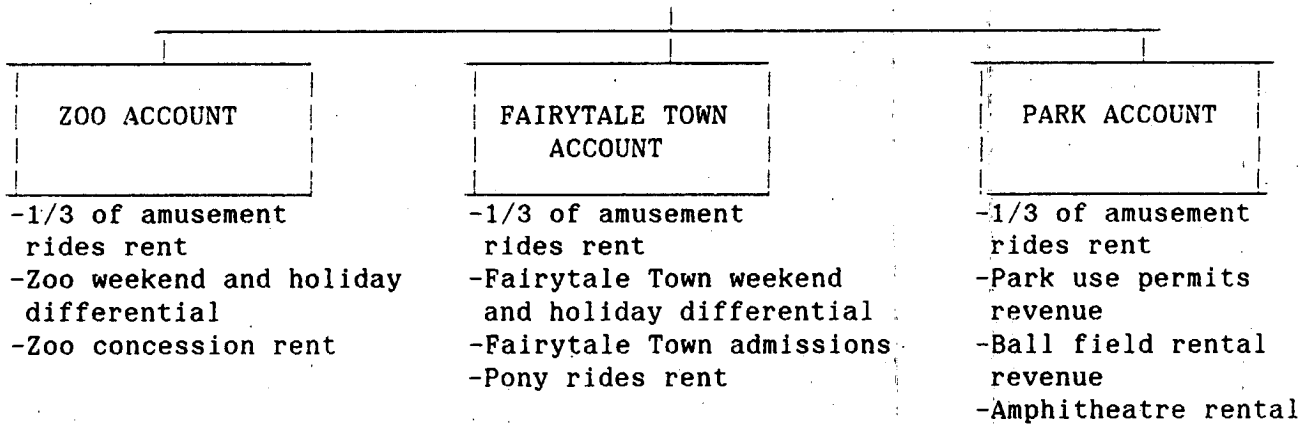 ZOO ACCOUNT
-1/3 of amusement
rides rent
-Zoo weekend and holiday
differential
-Zoo concession rent
FAIRYTALE TOWN
ACCOUNT
-1/3 of amusement
rides rent
-Fairytale Town weekend
and holiday differential
-Fairytale Town admissions
-Pony rides rent
PARK ACCOUNT
-1/3 of amusement
rides rent
-Park use permits
revenue
-Ball field rental
revenue
-Amphitheatre rental